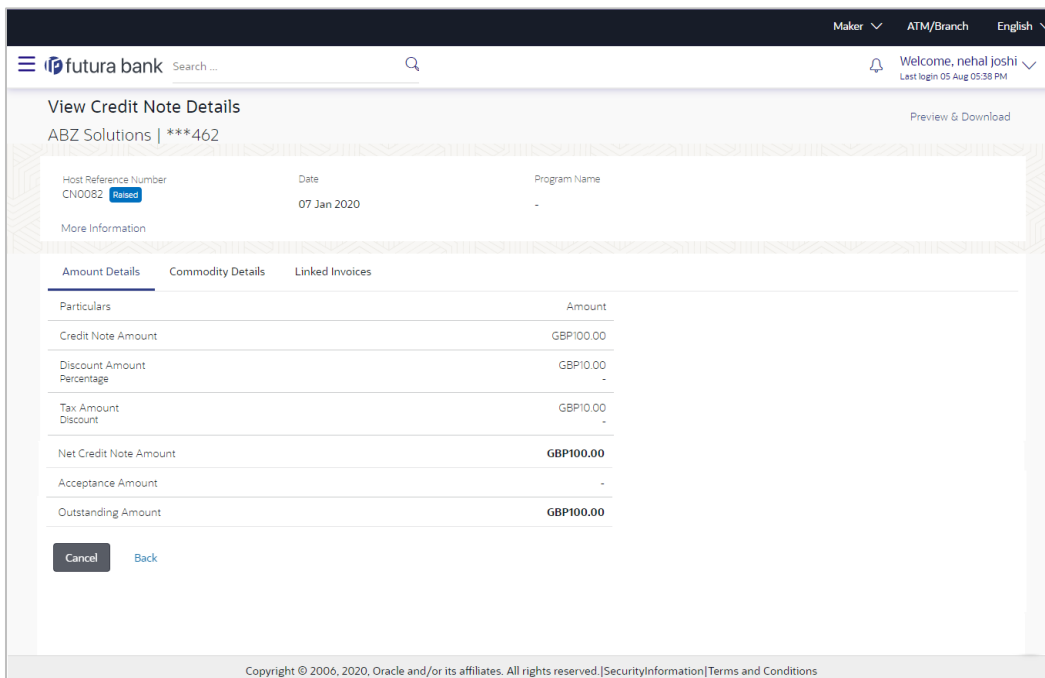 Maker ATM/Branch English
futura bank Search ... Welcome, nehal joshi
Last login 05 Aug 05:38 PM
View Credit Note Details
Preview & Download
ABZ Solutions | ***462
Host Reference Number Date Program Name
CN0082 Raised
07 Jan 2020 -
More Information
Amount Details Commodity Details Linked Invoices
Particulars Amount
Credit Note Amount GBP100.00
Discount Amount GBP10.00
Percentage -
Tax Amount GBP10.00
Discount -
Net Credit Note Amount GBP100.00
Acceptance Amount -
Outstanding Amount GBP100.00
Cancel Back
Copyright © 2006, 2020, Oracle and/or its affiliates. All rights reserved.|SecurityInformation|Terms and Conditions